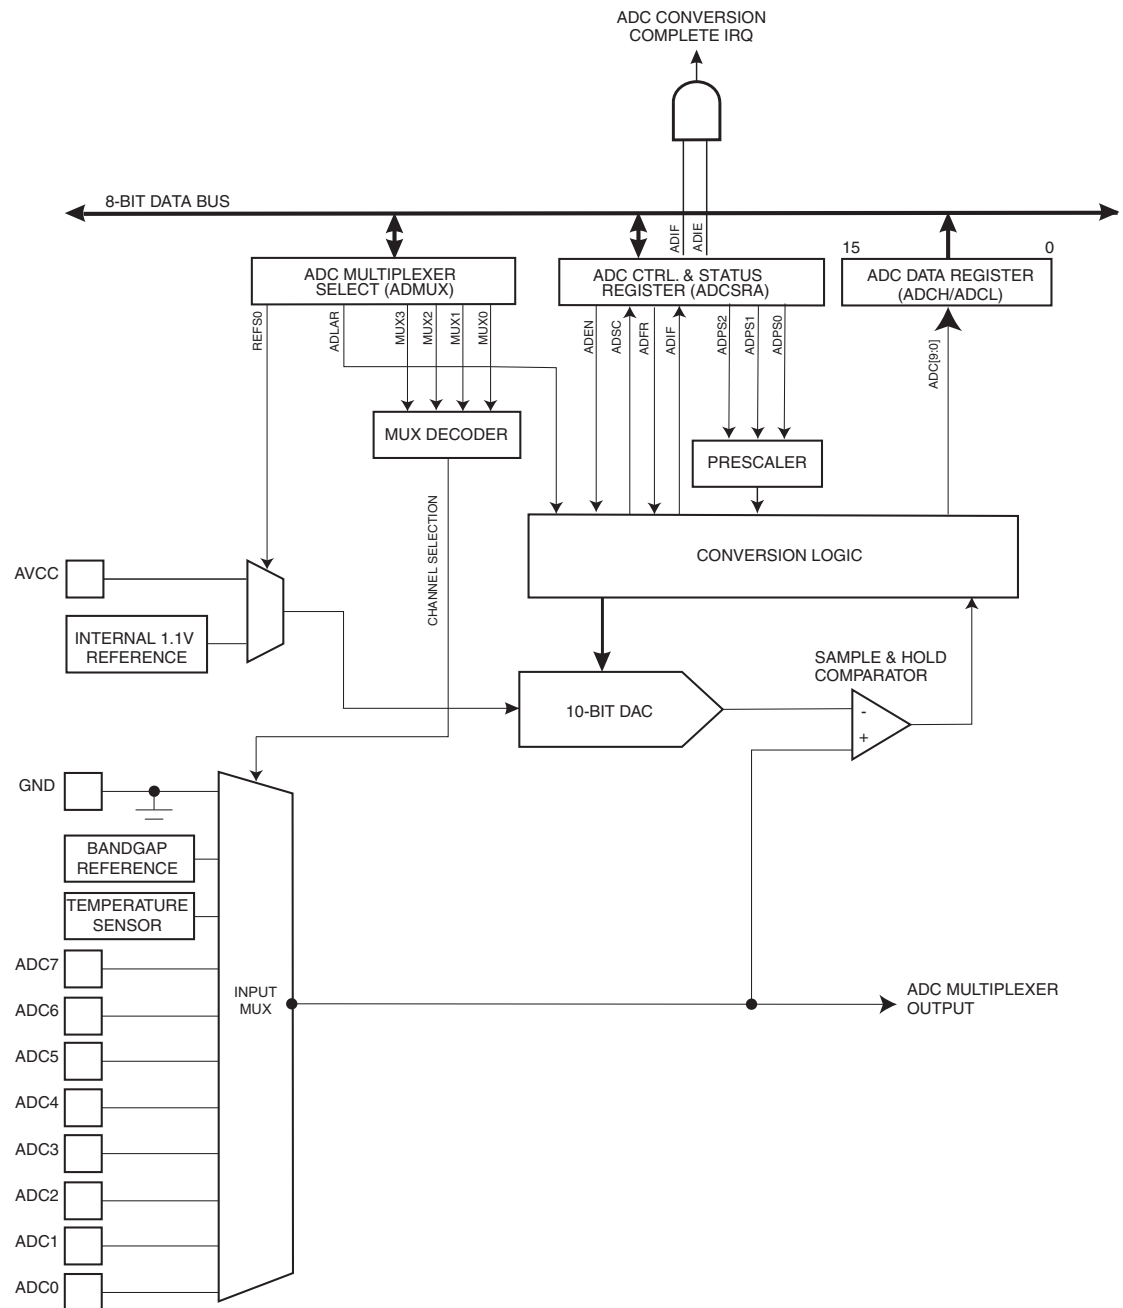 ADC CONVERSION
COMPLETE IRQ
8-BIT DATA BUS
ADIF
ADIE
15
0
ADC MULTIPLEXER
SELECT (ADMUX)
ADC CTRL. & STATUS
REGISTER (ADCSRA)
ADC DATA REGISTER
(ADCH/ADCL)
REFS0
ADLAR
MUX3
MUX2
MUX1
MUX0
ADEN
ADSC
ADFR
ADIF
ADPS2
ADPS1
ADPS0
ADC[9:0]
MUX DECODER
PRESCALER
CHANNEL SELECTION
CONVERSION LOGIC
AVCC
INTERNAL 1.1V
REFERENCE
SAMPLE & HOLD
COMPARATOR
10-BIT DAC
-
+
GND
BANDGAP
REFERENCE
TEMPERATURE
SENSOR
ADC7
ADC6
ADC5
ADC4
ADC3
ADC2
ADC1
ADC0
INPUT
MUX
ADC MULTIPLEXER
OUTPUT